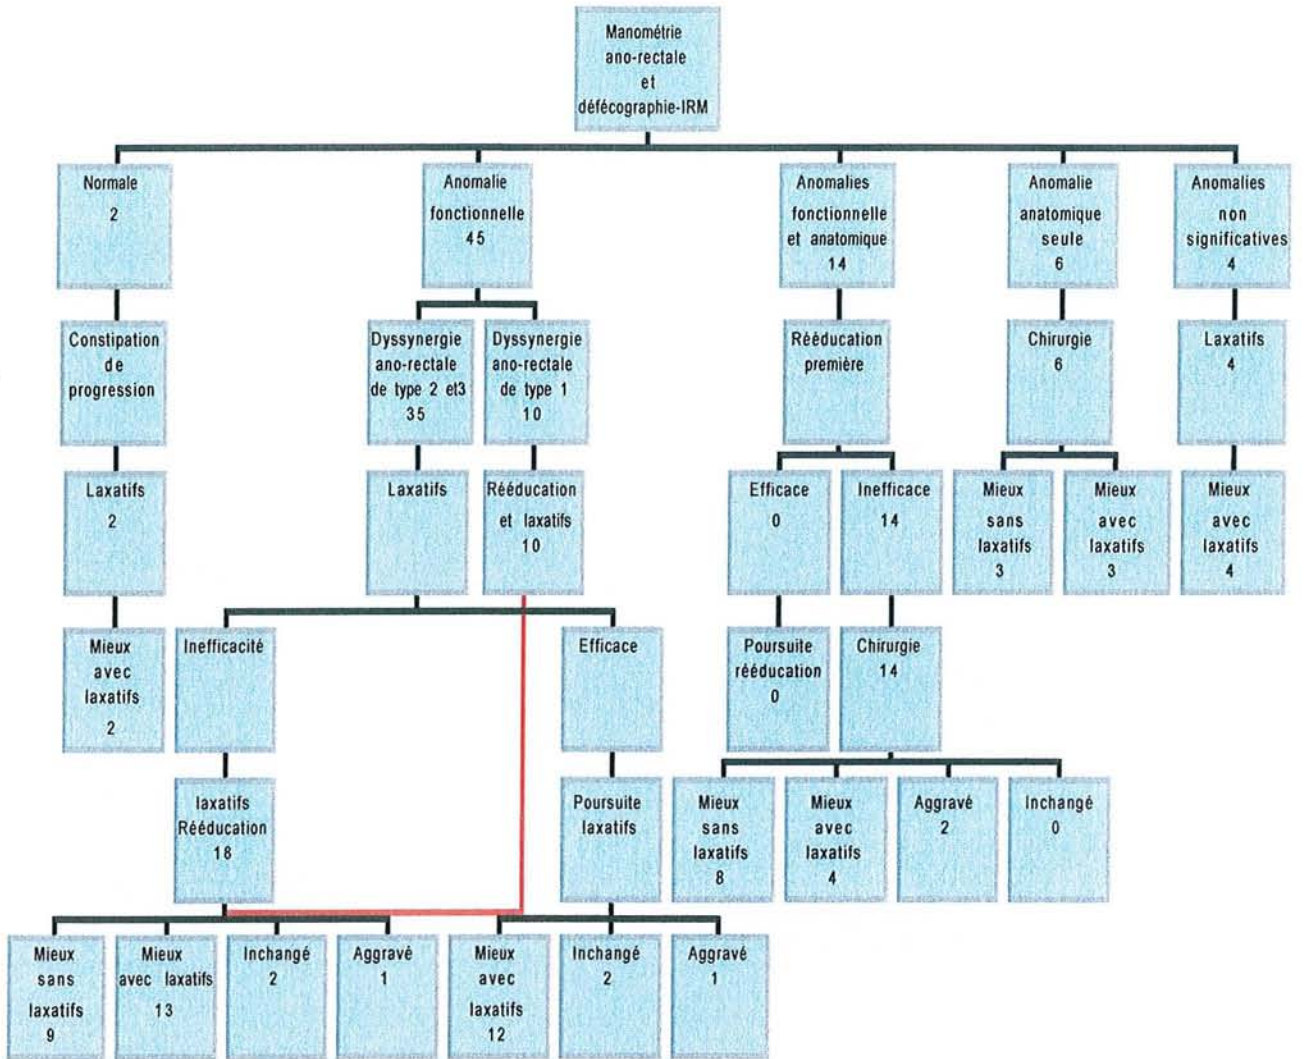 Manométrie
ano-rectale
et
défécographie-IRM
Normale
2
Anomalie
fonctionnelle
45
Anomalies
fonctionnelle
et anatomique
14
Anomalie
anatomique
seule
6
Anomalies
non
significatives
4
Constipation
de
progression
Dyssynergie
ano-rectale
de type 2 et3
35
Dyssynergie
ano-rectale
de type 1
10
Rééducation
première
Chirurgie
6
Laxatifs
4
Laxatifs
2
Laxatifs
Rééducation
et laxatifs
10
Efficace
0
Inefficace
14
Mieux
sans
laxatifs
3
Mieux
avec
laxatifs
3
Mieux
avec
laxatifs
4
Mieux
avec
laxatifs
2
Inefficacité
Efficace
Poursuite
rééducation
0
Chirurgie
14
laxatifs
Rééducation
18
Poursuite
laxatifs
Mieux
sans
laxatifs
8
Mieux
avec
laxatifs
4
Aggravé
2
Inchangé
0
Mieux
sans
laxatifs
9
Mieux
avec laxatifs
13
Inchangé
2
Aggravé
1
Mieux
avec
laxatifs
12
Inchangé
2
Aggravé
1